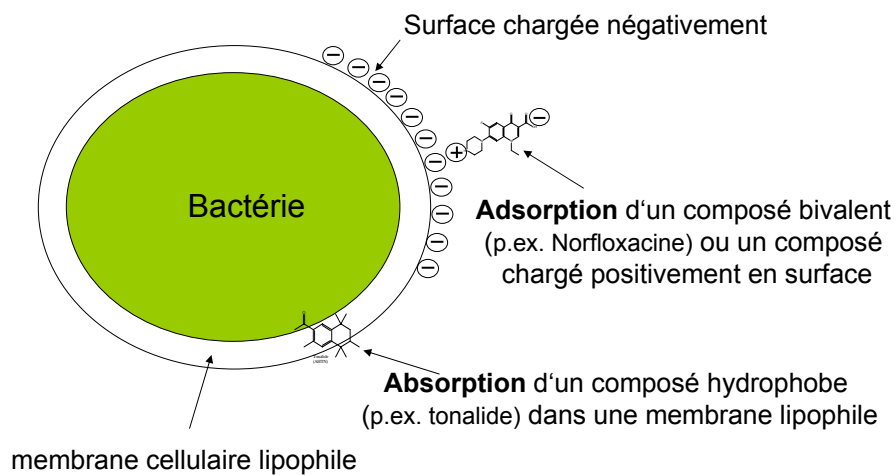 Surface chargée négativement
Bactérie
Adsorption d‘un composé bivalent
(p.ex. Norfloxacine) ou un composé
chargé positivement en surface
Absorption d‘un composé hydrophobe
(p.ex. tonalide) dans une membrane lipophile
membrane cellulaire lipophile